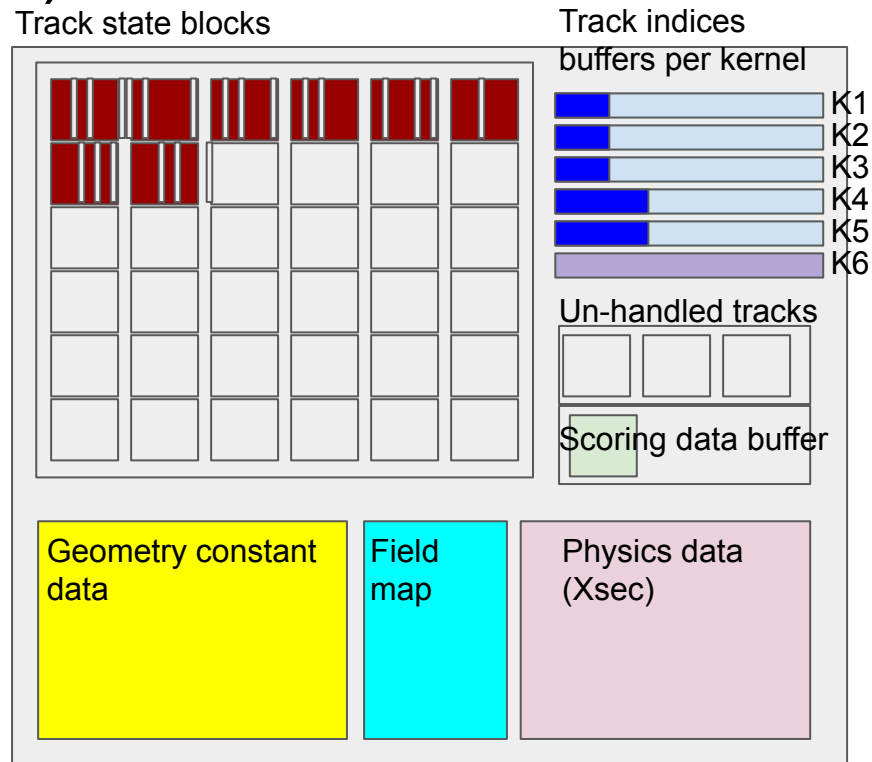 Track state blocks
Track indices
buffers per kernel
K1
K2
K3
K4
K5
K6
Un-handled tracks
Scoring data buffer
Geometry constant
data
Field
map
Physics data
(Xsec)